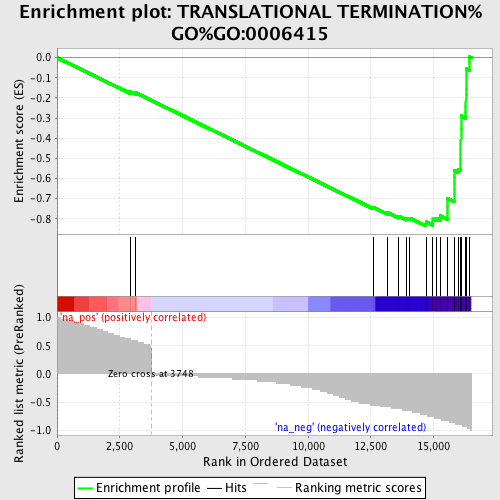 Enrichment plot: TRANSLATIONAL TERMINATION%
GO%GO:0006415
Enrichment score (ES)
0.0
-0.1
-0.2
-0.3
-0.4
-0.5
-0.6
-0.7
-0.8
Ranked list metric (PreRanked)
1.0
0.5
0.0
-0.5
-1.0
'na_pos' (positively correlated)
Zero cross at 3748
'na_neg' (negatively correlated)
0
2,500
5,000
7,500
10,000
12,500
15,000
Rank in Ordered Dataset
Enrichment profile
Hits
Ranking metric scores